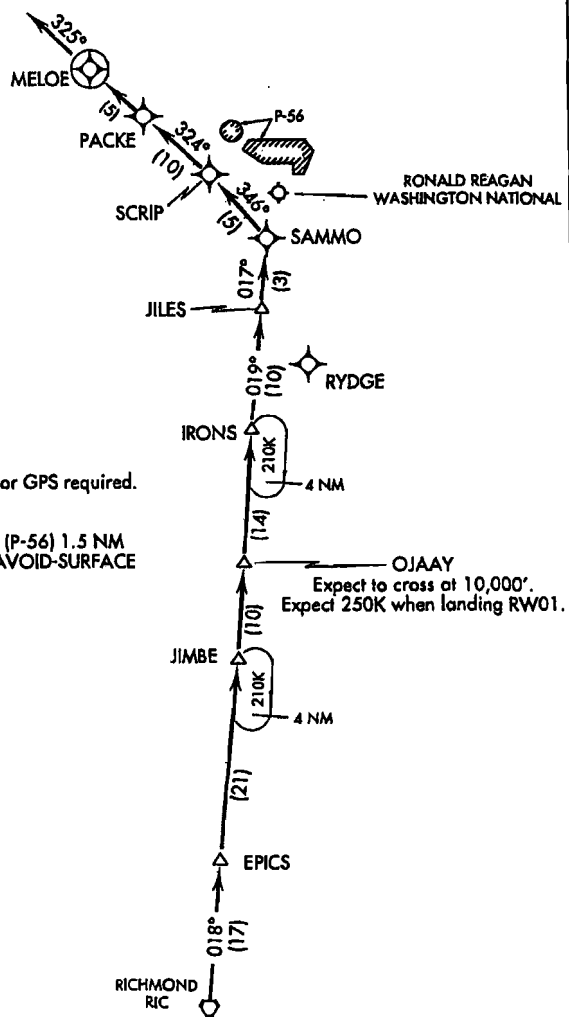 325°
MELOE
(5)
P-56
PACKE
324°
(10)
RONALD REAGAN
WASHINGTON NATIONAL
SCRIP
346°
(5)
SAMMO
017°
(3)
JILES
019°
(10)
RYDGE
IRONS
210K
or GPS required.
4 NM
(P-56) 1.5 NM
AVOID-SURFACE
(14)
OJAAY
Expect to cross at 10,000'.
Expect 250K when landing RW01.
(10)
JIMBE
210K
4 NM
(21)
EPICS
018°
(17)
RICHMOND
RIC